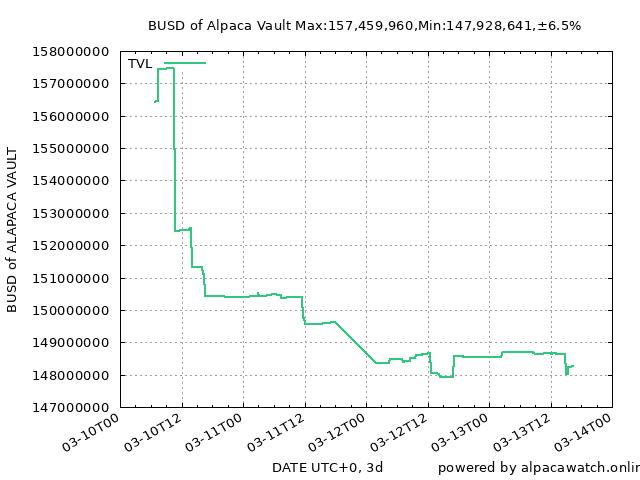 BUSD of Alpaca Vault Max:157,459,960,Min:147,928,641,±6.5%
TVL
158000000
157000000
156000000
155000000
154000000
153000000
152000000
151000000
150000000
149000000
148000000
147000000
BUSD of ALAPACA VAULT
03-10T00
03-10T12
03-11T00
03-11T12
03-12T00
03-12T12
03-13T00
03-13T12
03-14T00
DATE UTC+0, 3d
powered by alpacawatch.onlin